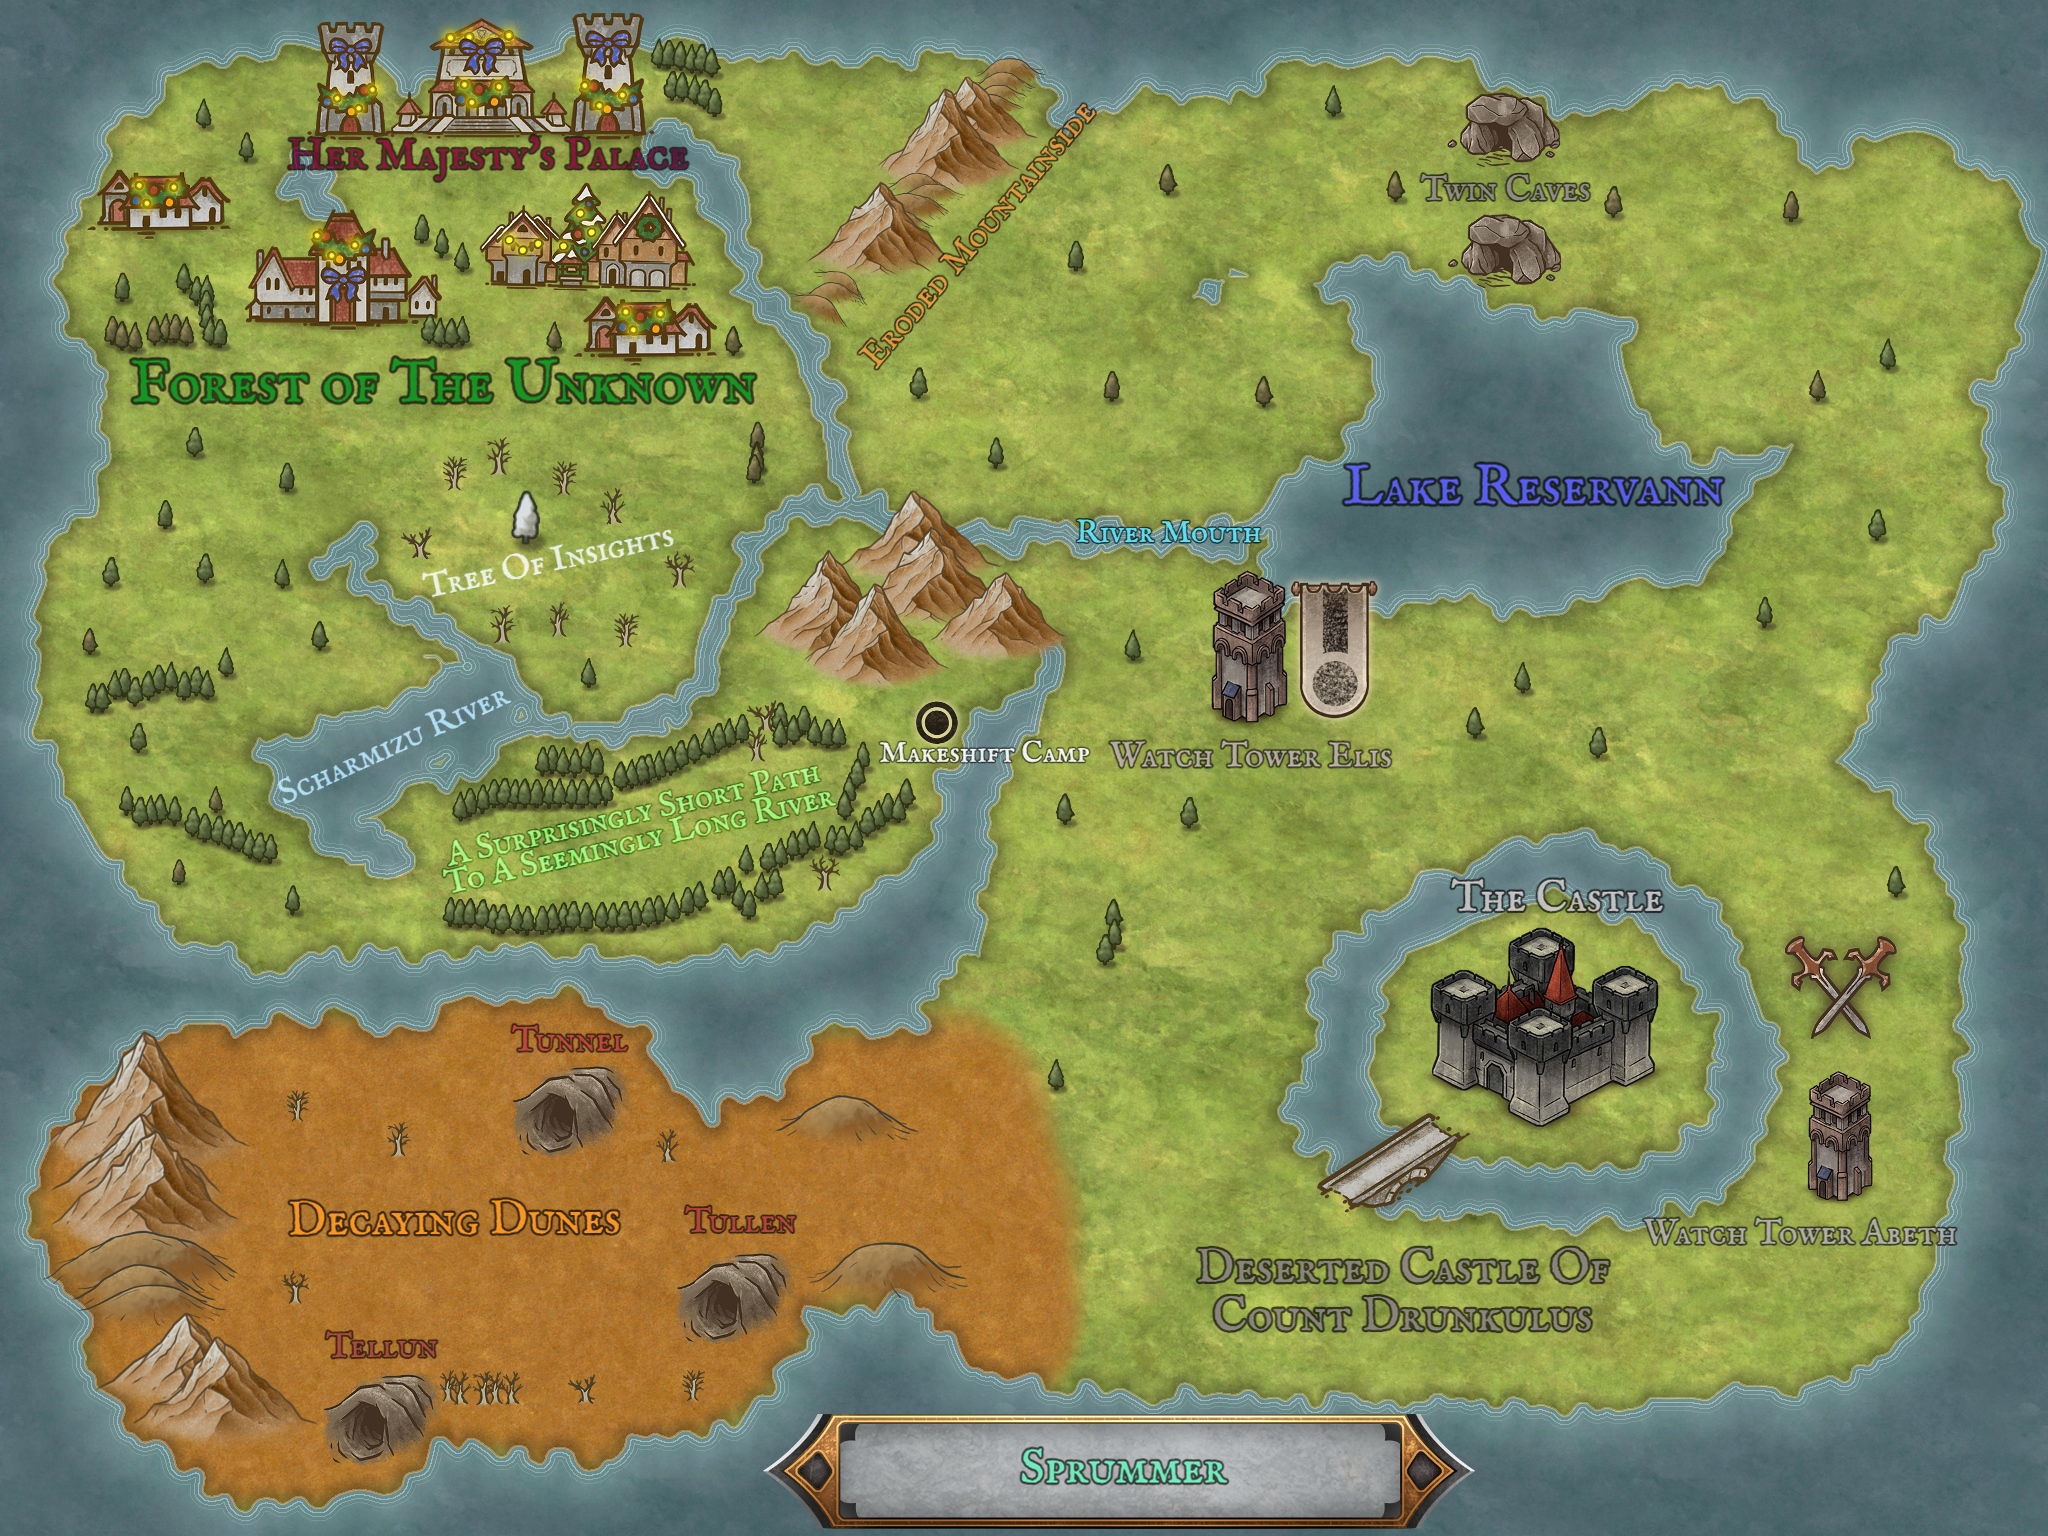 Her Majesty's Palace
Eroded Mountainside
Twin Caves
Forest of The Unknown
Lake Reservann
River Mouth
Tree Of Insights
Scharmizu River
Makeshift Camp
Watch Tower Elis
A Surprisingly Short Path
To A Seemingly Long River
The Castle
Tunnel
Decaying Dunes
Tullen
Watch Tower Abeth
Deserted Castle Of
Count Drunkulus
Tellun
Sprummer